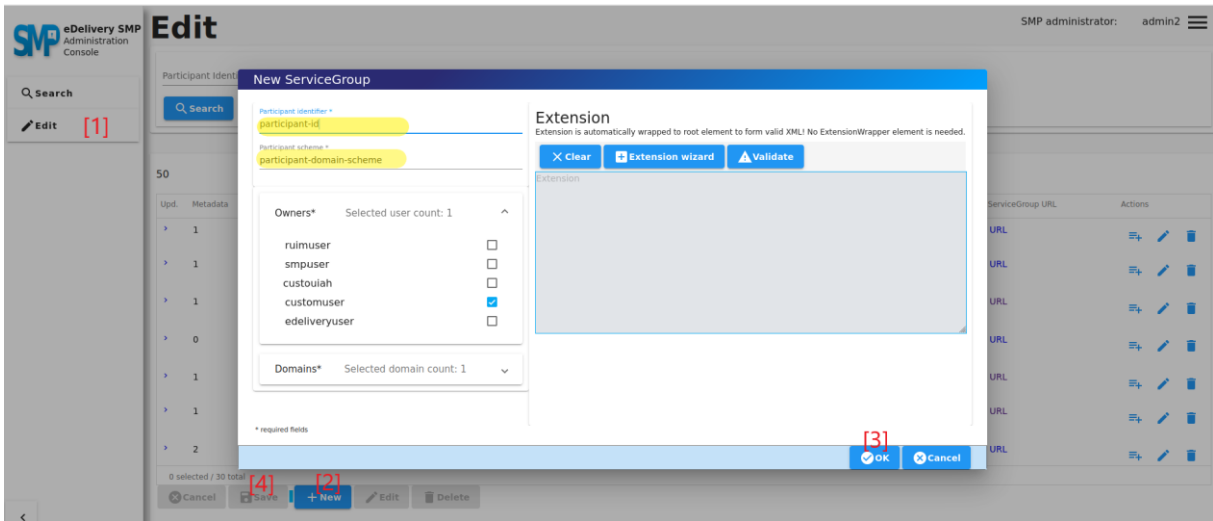 SMP
eDelivery SMP
Administration
Console
Edit
SMP administrator: admin2
Search
Edit [1]
Participant Identi
Search
50
Upd. Metadata
ServiceGroup URL
Actions
1 URL
1 URL
1 URL
0 URL
1 URL
1 URL
2 URL
0 selected / 30 total
Cancel
[4] Save
[2] + New
Edit
Delete
New ServiceGroup
Participant identifier *
participant-id
Participant scheme *
participant-domain-scheme
Owners* Selected user count: 1
ruimuser
smpuser
custouiah
customuser
edeliveryuser
Domains* Selected domain count: 1
* required fields
Extension
Extension is automatically wrapped to root element to form valid XML! No ExtensionWrapper element is needed.
Clear
Extension wizard
Validate
Extension
[3]
OK
Cancel